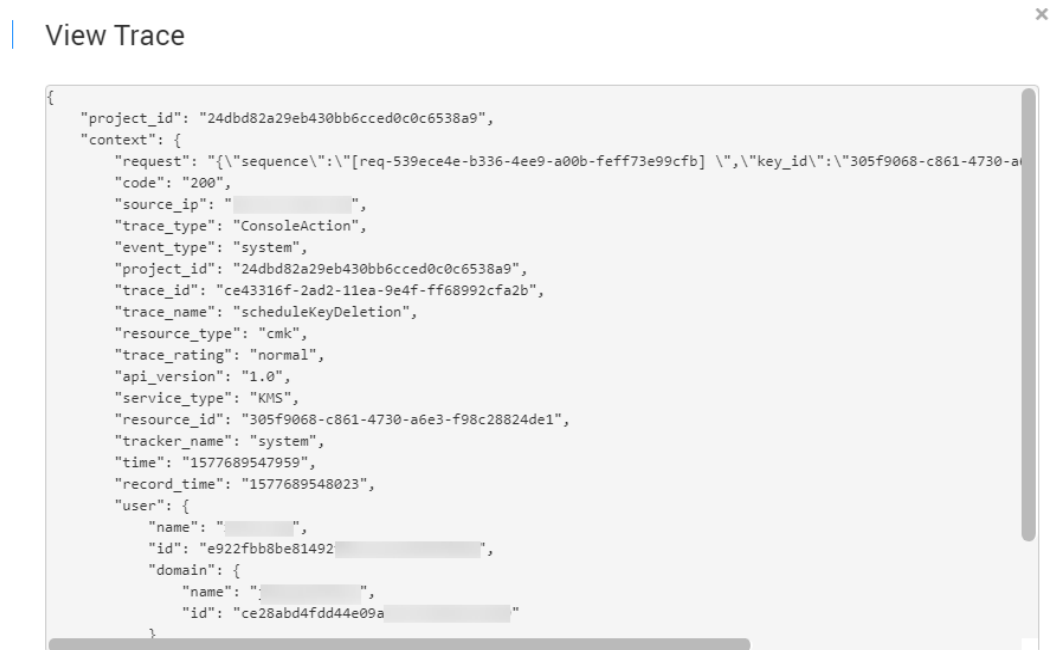 View Trace
×
{
"project_id": "24dbd82a29eb430bb6cced0c0c6538a9",
"context": {
"request": "{\"sequence\":\"[req-539ece4e-b336-4ee9-a00b-feff73e99cfb] \",\"key_id\":\"305f9068-c861-4730-a
"code": "200",
"source_ip": "          ",
"trace_type": "ConsoleAction",
"event_type": "system",
"project_id": "24dbd82a29eb430bb6cced0c0c6538a9",
"trace_id": "ce43316f-2ad2-11ea-9e4f-ff68992cfa2b",
"trace_name": "scheduleKeyDeletion",
"resource_type": "cmk",
"trace_rating": "normal",
"api_version": "1.0",
"service_type": "KMS",
"resource_id": "305f9068-c861-4730-a6e3-f98c28824de1",
"tracker_name": "system",
"time": "1577689547959",
"record_time": "1577689548023",
"user": {
"name": "          ",
"id": "e922fbb8be81492          ",
"domain": {
"name": "          ",
"id": "ce28abd4fdd44e09a          "
}